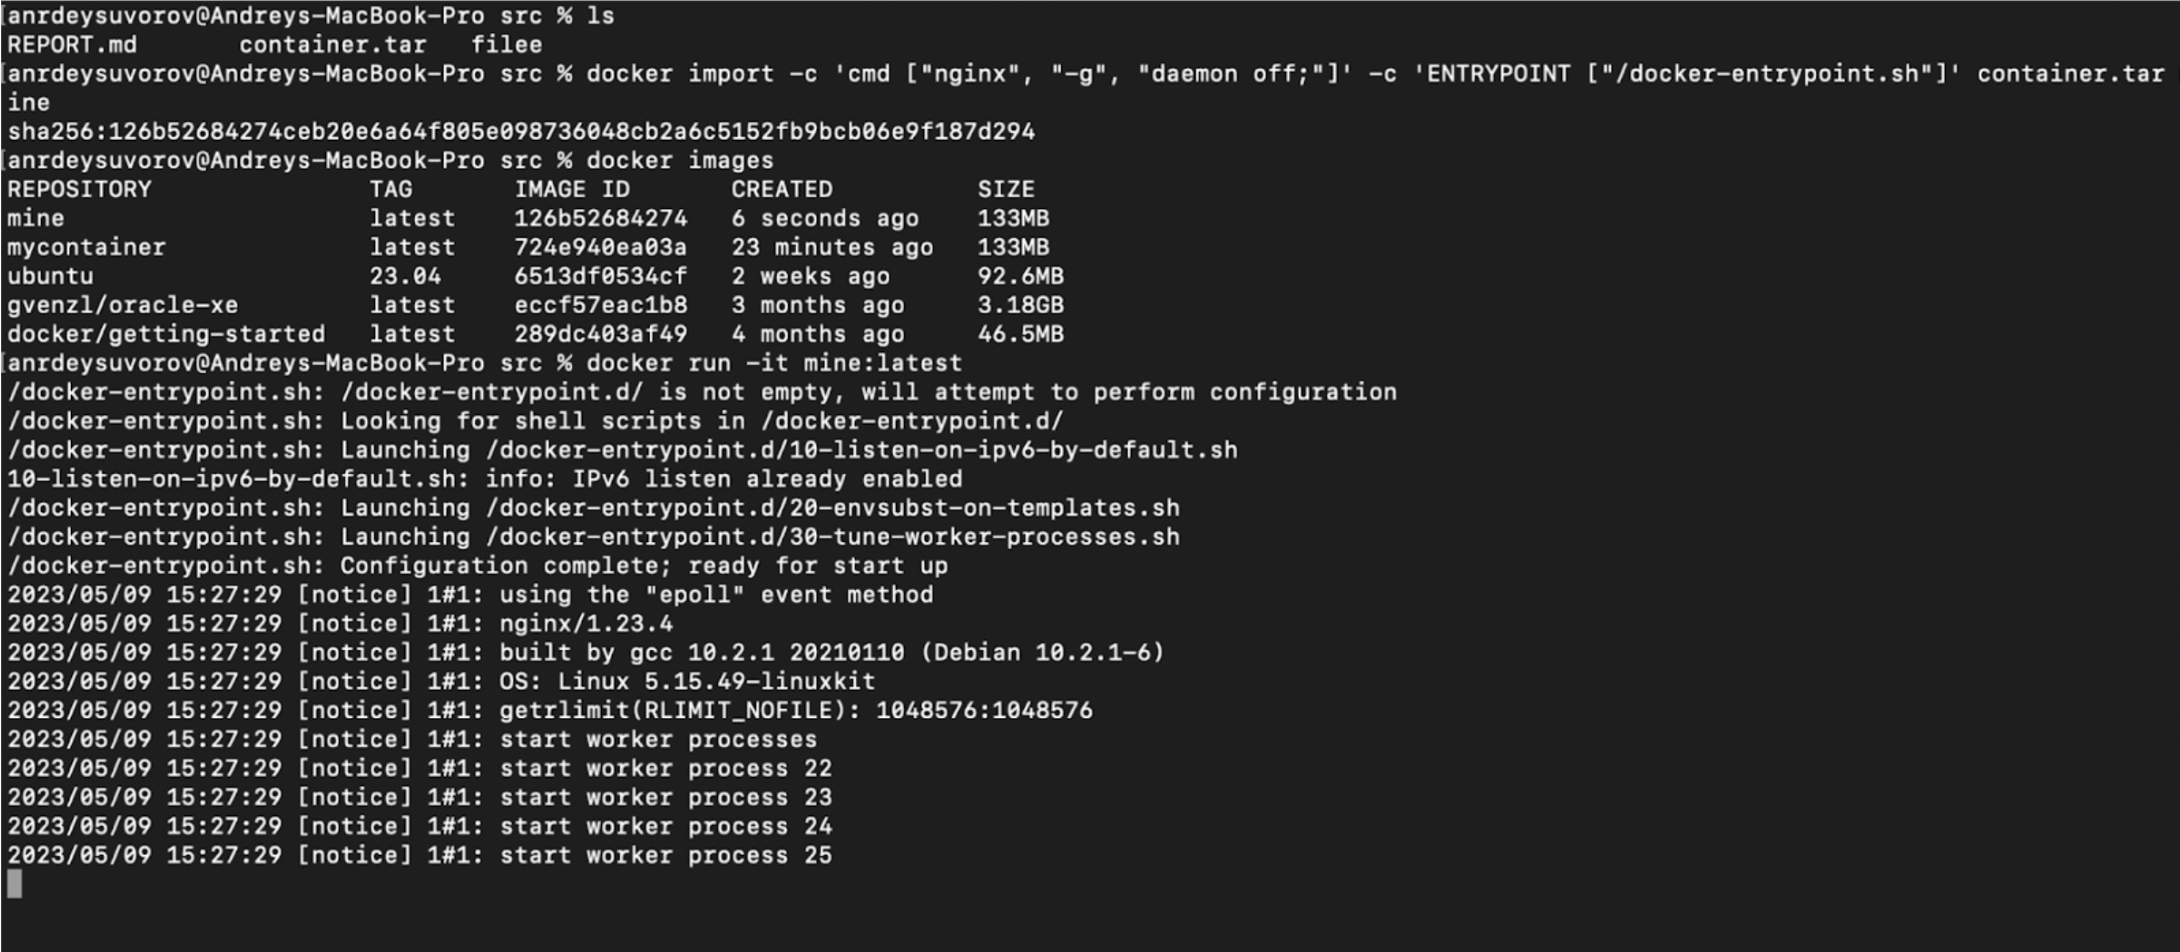 [anrdeysuvorov@Andreys-MacBook-Pro src % ls
REPORT.md       container.tar   filee
[anrdeysuvorov@Andreys-MacBook-Pro src % docker import -c 'cmd ["nginx", "-g", "daemon off;"]' -c 'ENTRYPOINT ["/docker-entrypoint.sh"]' container.tar
ine
sha256:126b52684274ceb20e6a64f805e098736048cb2a6c5152fb9bcb06e9f187d294
[anrdeysuvorov@Andreys-MacBook-Pro src % docker images
REPOSITORY               TAG       IMAGE ID       CREATED          SIZE
mine                     latest    126b52684274   6 seconds ago    133MB
mycontainer              latest    724e940ea03a   23 minutes ago   133MB
ubuntu                   23.04     6513df0534cf   2 weeks ago      92.6MB
gvenzl/oracle-xe         latest    eccf57eac1b8   3 months ago     3.18GB
docker/getting-started   latest    289dc403af49   4 months ago     46.5MB
[anrdeysuvorov@Andreys-MacBook-Pro src % docker run -it mine:latest
/docker-entrypoint.sh: /docker-entrypoint.d/ is not empty, will attempt to perform configuration
/docker-entrypoint.sh: Looking for shell scripts in /docker-entrypoint.d/
/docker-entrypoint.sh: Launching /docker-entrypoint.d/10-listen-on-ipv6-by-default.sh
10-listen-on-ipv6-by-default.sh: info: IPv6 listen already enabled
/docker-entrypoint.sh: Launching /docker-entrypoint.d/20-envsubst-on-templates.sh
/docker-entrypoint.sh: Launching /docker-entrypoint.d/30-tune-worker-processes.sh
/docker-entrypoint.sh: Configuration complete; ready for start up
2023/05/09 15:27:29 [notice] 1#1: using the "epoll" event method
2023/05/09 15:27:29 [notice] 1#1: nginx/1.23.4
2023/05/09 15:27:29 [notice] 1#1: built by gcc 10.2.1 20210110 (Debian 10.2.1-6)
2023/05/09 15:27:29 [notice] 1#1: OS: Linux 5.15.49-linuxkit
2023/05/09 15:27:29 [notice] 1#1: getrlimit(RLIMIT_NOFILE): 1048576:1048576
2023/05/09 15:27:29 [notice] 1#1: start worker processes
2023/05/09 15:27:29 [notice] 1#1: start worker process 22
2023/05/09 15:27:29 [notice] 1#1: start worker process 23
2023/05/09 15:27:29 [notice] 1#1: start worker process 24
2023/05/09 15:27:29 [notice] 1#1: start worker process 25